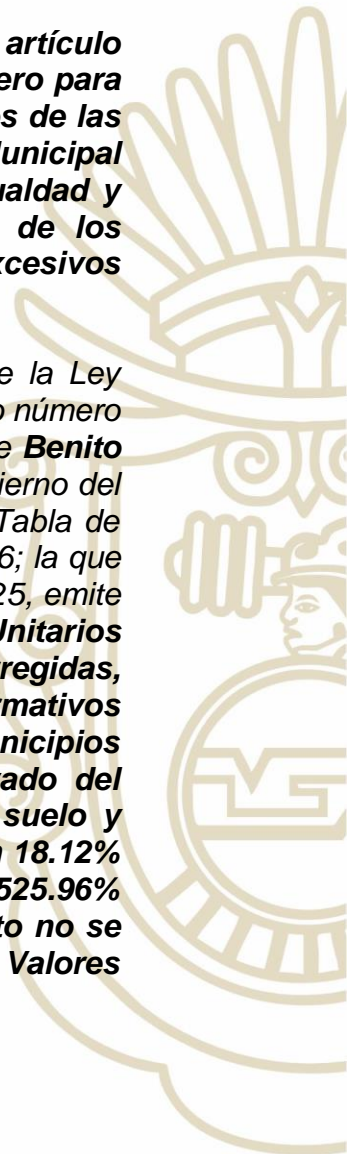 artículo
ero para
s de las
Municipal
ualdad y
de los
xcesivos
e la Ley
o número
e Benito
ierno del
Tabla de
6; la que
25, emite
Unitarios
regidas,
rmativos
nicipios
ado del
suelo y
18.12%
525.96%
to no se
Valores